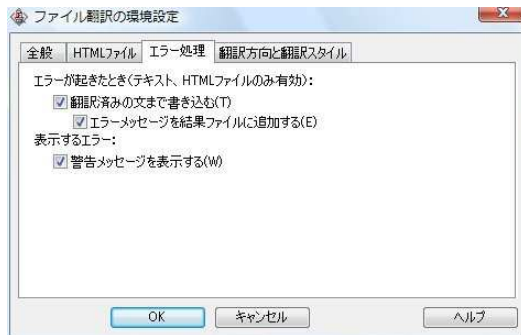 ファイル翻訳の環境設定
全般 HTMLファイル エラー処理 翻訳方向と翻訳スタイル
エラーが起きたとき(テキスト、HTMLファイルのみ有効):
翻訳済みの文まで書き込む(T)
エラーメッセージを結果ファイルに追加する(E)
表示するエラー:
警告メッセージを表示する(W)
OK キャンセル ヘルプ